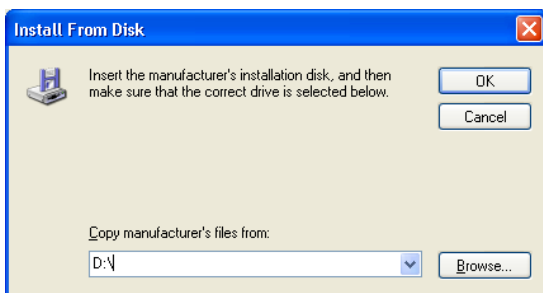 Install From Disk
Insert the manufacturer's installation disk, and then
make sure that the correct drive is selected below.
OK
Cancel
Copy manufacturer's files from:
D:\
Browse...